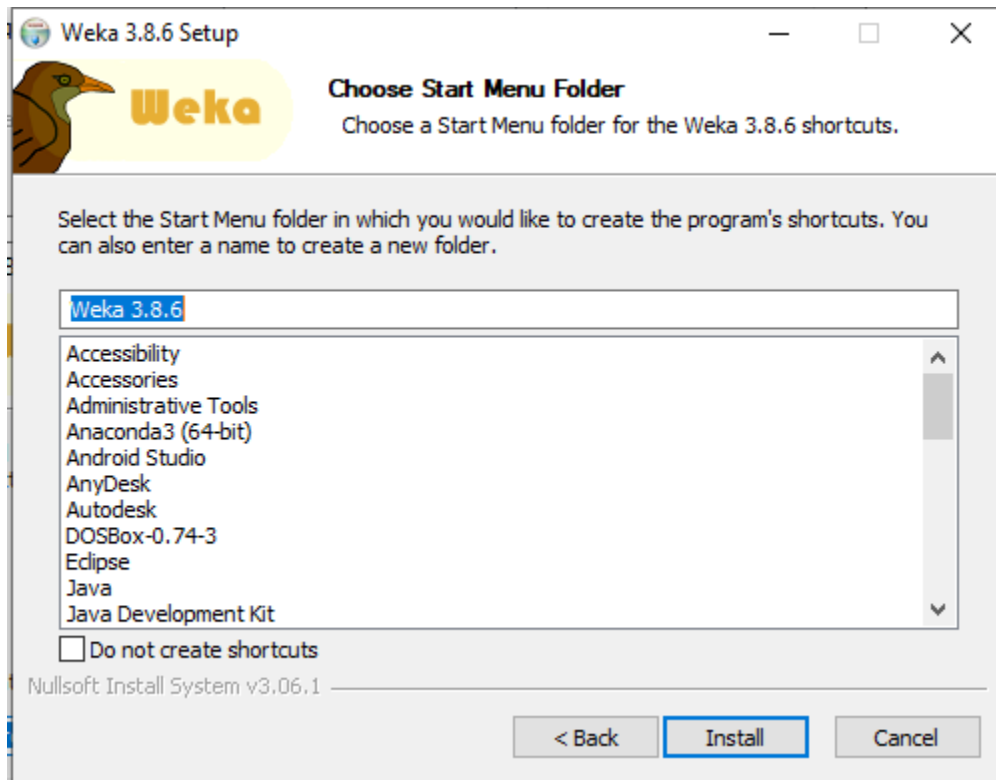 Weka 3.8.6 Setup
Weka
Choose Start Menu Folder
Choose a Start Menu folder for the Weka 3.8.6 shortcuts.
Select the Start Menu folder in which you would like to create the program's shortcuts. You
can also enter a name to create a new folder.
Weka 3.8.6
Accessibility
Accessories
Administrative Tools
Anaconda3 (64-bit)
Android Studio
AnyDesk
Autodesk
DOSBox-0.74-3
Eclipse
Java
Java Development Kit
Do not create shortcuts
Nullsoft Install System v3.06.1
< Back
Install
Cancel